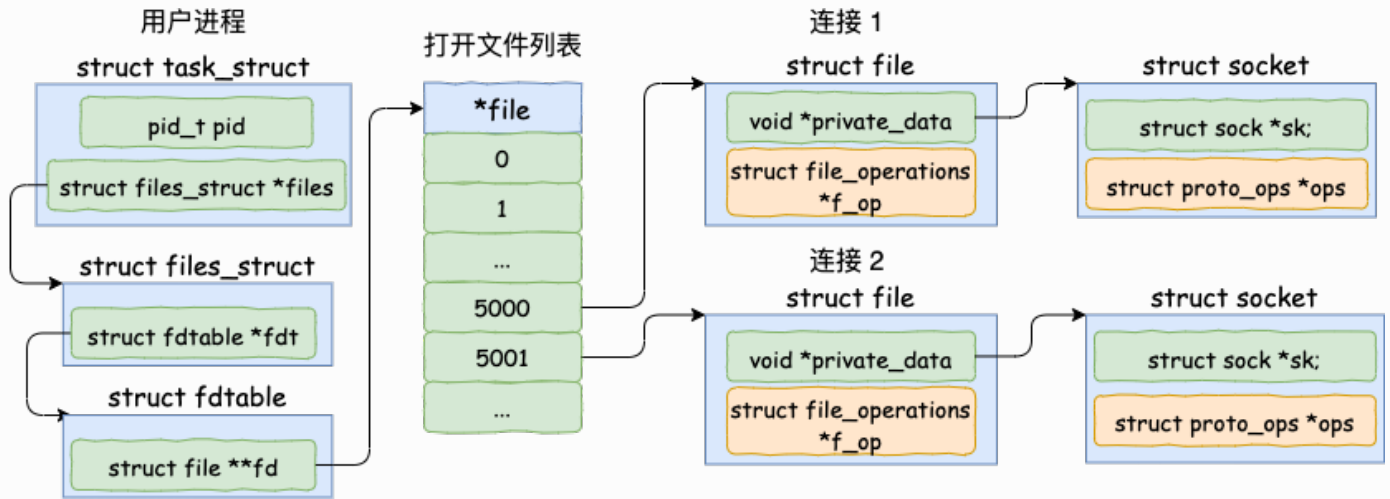 用户进程
struct task_struct
pid_t pid
struct files_struct *files
struct files_struct
struct fdtable *fdt
struct fdtable
struct file **fd
打开文件列表
*file
0
1
...
5000
5001
...
连接 1
struct file
void *private_data
struct file_operations
*f_op
struct socket
struct sock *sk;
struct proto_ops *ops
连接 2
struct file
void *private_data
struct file_operations
*f_op
struct socket
struct sock *sk;
struct proto_ops *ops